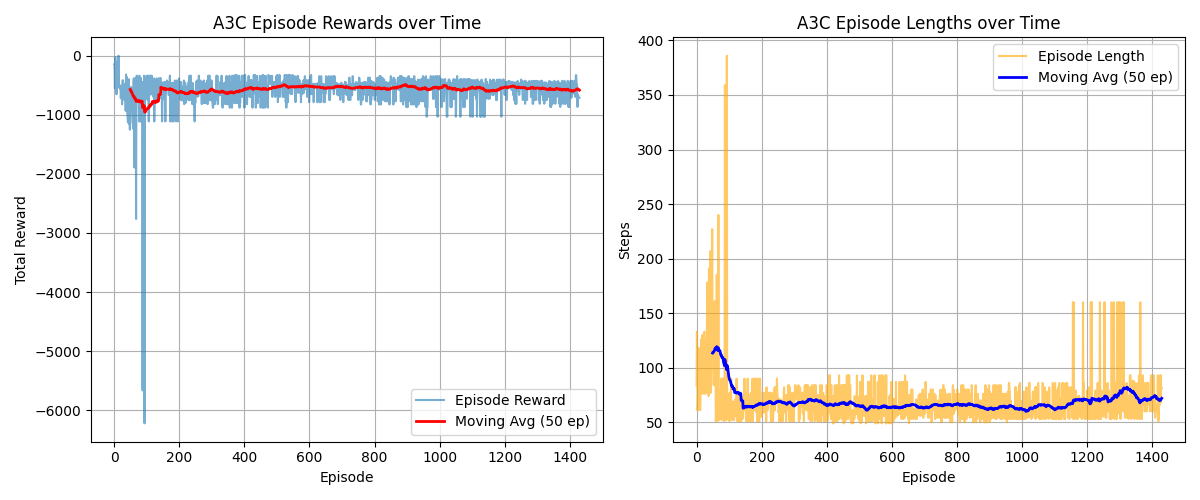 A3C Episode Rewards over Time
Total Reward
0
−1000
−2000
−3000
−4000
−5000
−6000
0 200 400 600 800 1000 1200 1400
Episode
Episode Reward
Moving Avg (50 ep)
A3C Episode Lengths over Time
Steps
400
350
300
250
200
150
100
50
0 200 400 600 800 1000 1200 1400
Episode
Episode Length
Moving Avg (50 ep)